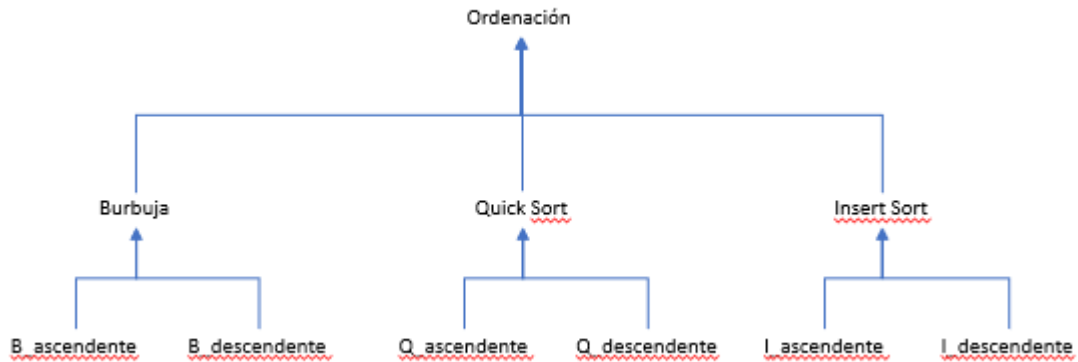 Ordenación
Burbuja
Quick Sort
Insert Sort
B_ascendente
B_descendente
Q_ascendente
Q_descendente
I_ascendente
I_descendente